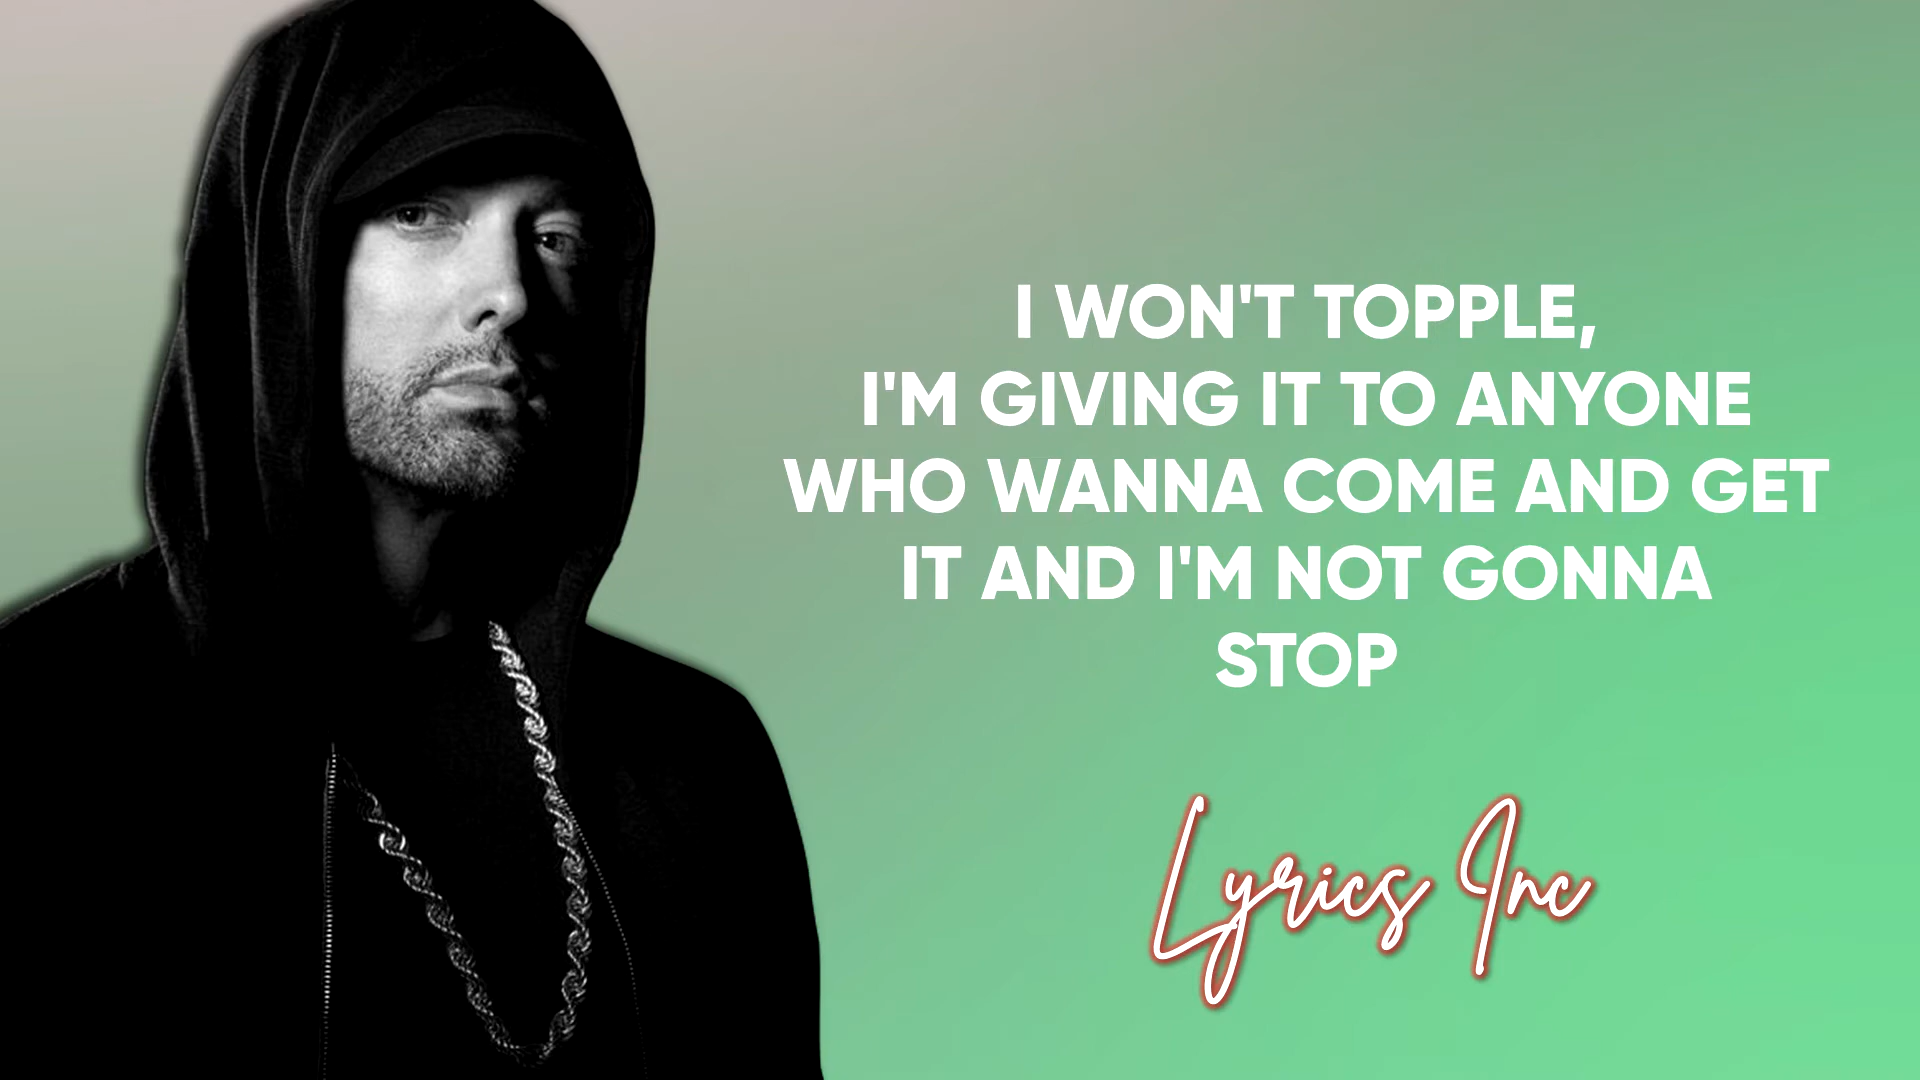 I WON'T TOPPLE,
I'M GIVING IT TO ANYONE
WHO WANNA COME AND GET
IT AND I'M NOT GONNA
STOP
Lyrics Inc